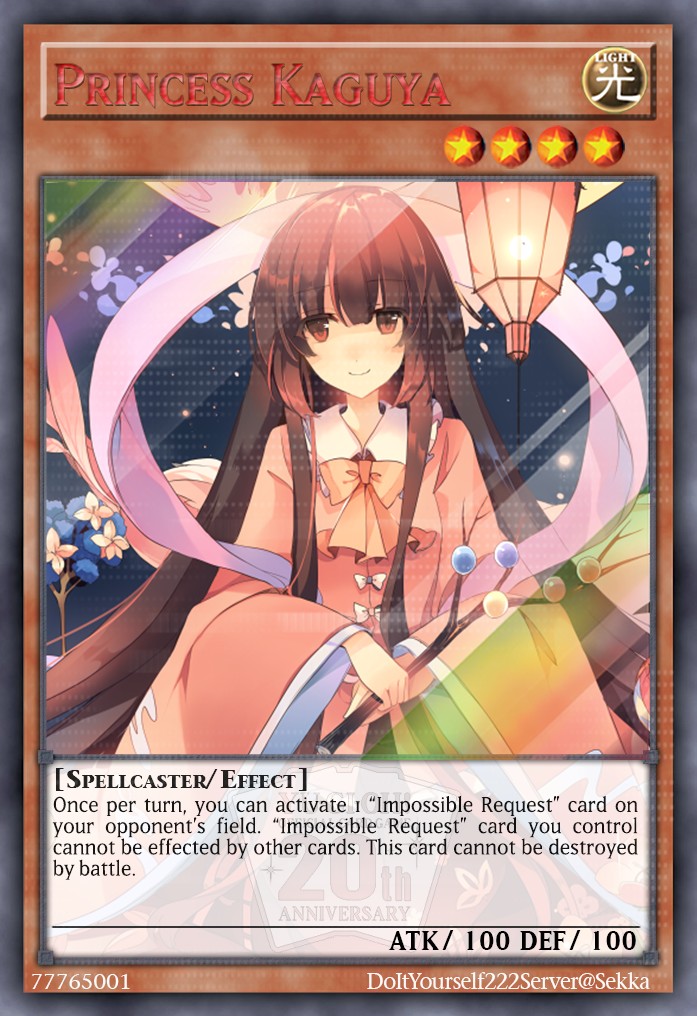 Princess Kaguya
LIGHT
光
[Spellcaster/Effect]
Once per turn, you can activate 1 “Impossible Request” card on
your opponent's field. “Impossible Request” card you control
cannot be effected by other cards. This card cannot be destroyed
by battle.
20th
ANNIVERSARY
ATK/ 100 DEF/ 100
77765001 DoItYourself222Server@Sekka